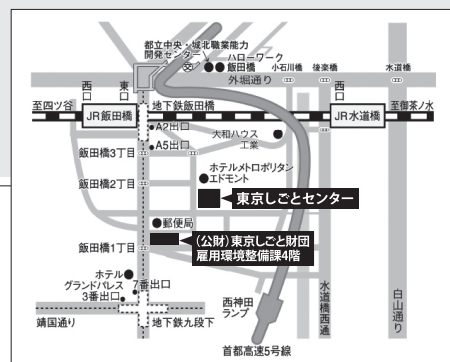 都立中央・城北職業能力
開発センター
ハローワーク
飯田橋
小石川橋
後楽橋
水道橋
外堀通り
西口
東口
西口
至四ツ谷
JR飯田橋
地下鉄飯田橋
JR水道橋
至御茶ノ水
A2出口
大和ハウス
工業
A5出口
飯田橋3丁目
ホテルメトロポリタン
エドモント
飯田橋2丁目
東京しごとセンター
郵便局
(公財)東京しごと財団
雇用環境整備課4階
飯田橋1丁目
ホテル
グランドパレス
7番出口
3番出口
西神田
ランプ
水道橋西通り
白山通り
靖国通り
地下鉄九段下
首都高速5号線